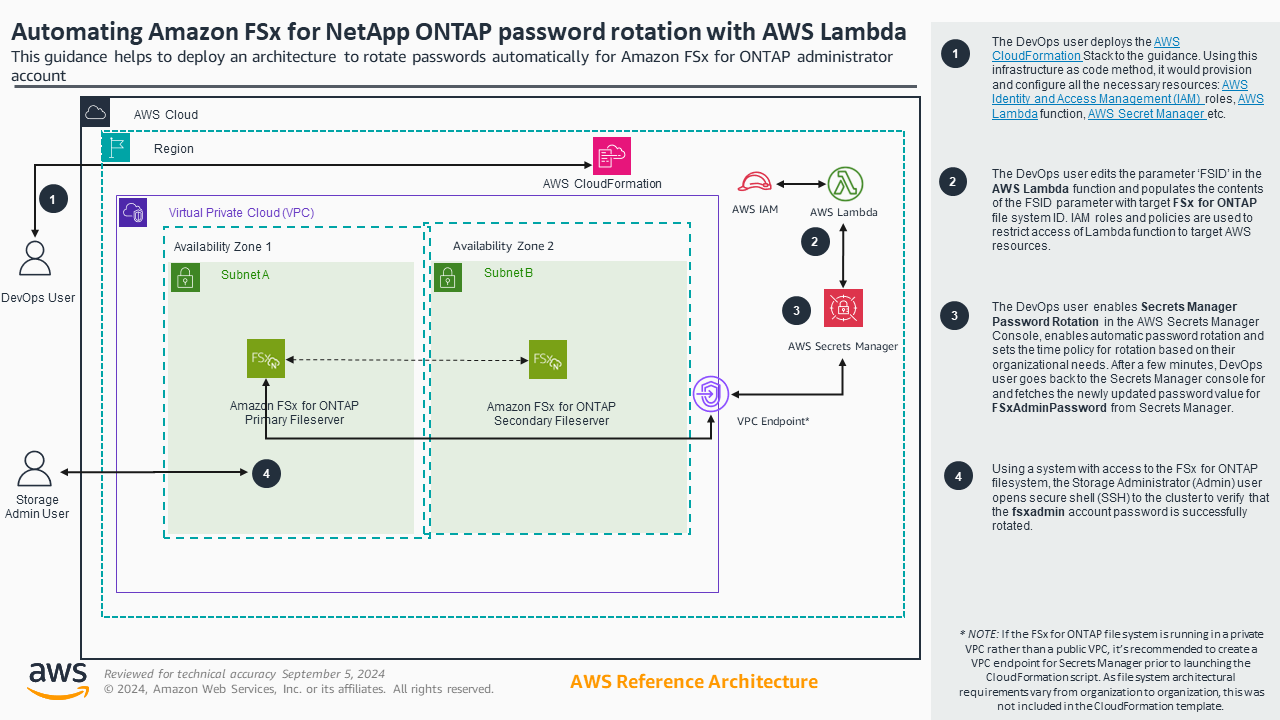 Automating Amazon FSx for NetApp ONTAP password rotation with AWS Lambda
This guidance helps to deploy an architecture to rotate passwords automatically for Amazon FSx for ONTAP administrator
account
AWS Cloud
Region
AWS CloudFormation
1
DevOps User
Virtual Private Cloud (VPC)
Availability Zone 1
Availability Zone 2
Subnet A
Subnet B
FSx
N
FSx
N
Amazon FSx for ONTAP
Primary Fileserver
Amazon FSx for ONTAP
Secondary Fileserver
AWS IAM
AWS Lambda
2
3
AWS Secrets Manager
VPC Endpoint*
4
Storage
Admin User
aws
Reviewed for technical accuracy September 5, 2024
© 2024, Amazon Web Services, Inc. or its affiliates. All rights reserved.
AWS Reference Architecture
1
The DevOps user deploys the AWS
CloudFormation Stack to the guidance. Using this
infrastructure as code method, it would provision
and configure all the necessary resources: AWS
Identity and Access Management (IAM) roles, AWS
Lambda function, AWS Secret Manager etc.
2
The DevOps user edits the parameter ‘FSID’ in the
AWS Lambda function and populates the contents
of the FSID parameter with target FSx for ONTAP
file system ID. IAM roles and policies are used to
restrict access of Lambda function to target AWS
resources.
3
The DevOps user enables Secrets Manager
Password Rotation in the AWS Secrets Manager
Console, enables automatic password rotation and
sets the time policy for rotation based on their
organizational needs. After a few minutes, DevOps
user goes back to the Secrets Manager console for
and fetches the newly updated password value for
FSxAdminPassword from Secrets Manager.
4
Using a system with access to the FSx for ONTAP
filesystem, the Storage Administrator (Admin) user
opens secure shell (SSH) to the cluster to verify that
the fsxadmin account password is successfully
rotated.
* NOTE: If the FSx for ONTAP file system is running in a private
VPC rather than a public VPC, it's recommended to create a
VPC endpoint for Secrets Manager prior to launching the
CloudFormation script. As file system architectural
requirements vary from organization to organization, this was
not included in the CloudFormation template.